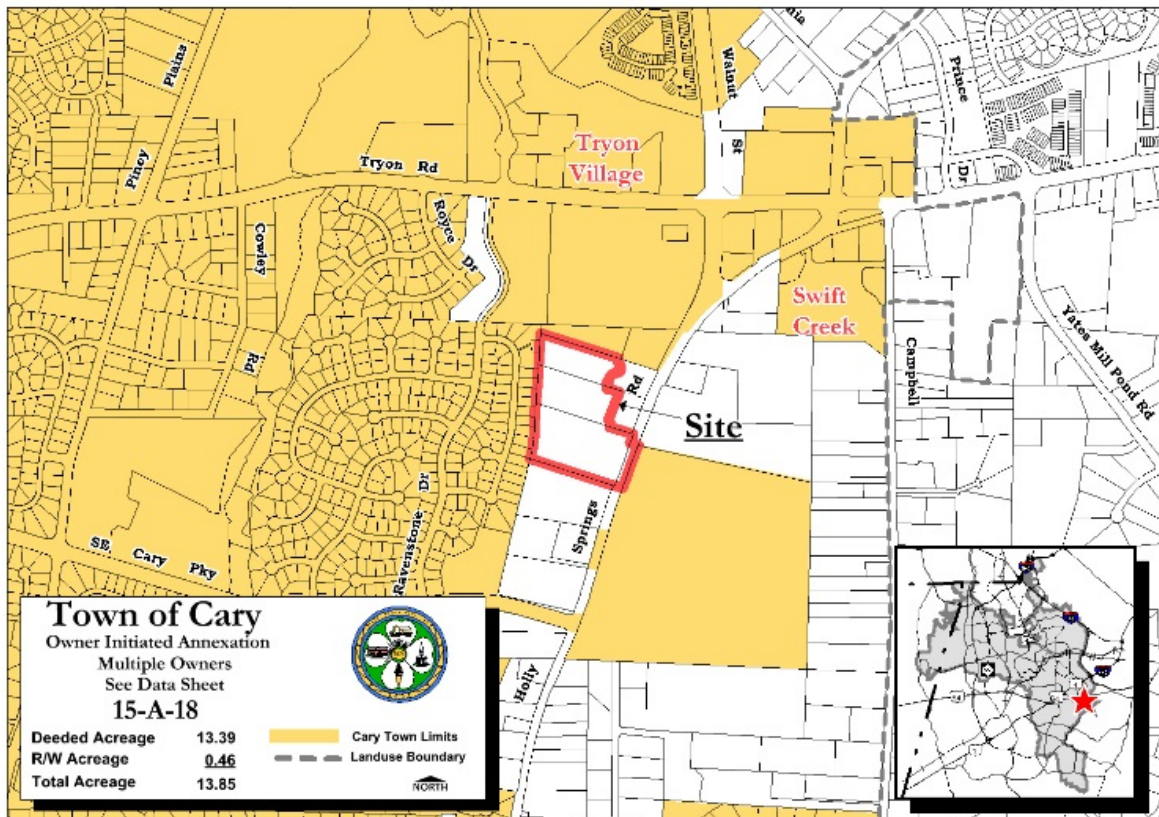 Plains
Piney
Tryon Rd
Cowley
Rd
Royce
Dr
Tryon
Village
Walnut
St
Prince
Dr
Swift
Creek
Campbell
Yates Mill Pond Rd
Rd
Site
Springs
Holly
Ravenstone Dr
SE. Cary Pky
Town of Cary
Owner Initiated Annexation
Multiple Owners
See Data Sheet
15-A-18
Deeded Acreage 13.39
R/W Acreage 0.46
Total Acreage 13.85
Cary Town Limits
Landuse Boundary
NORTH